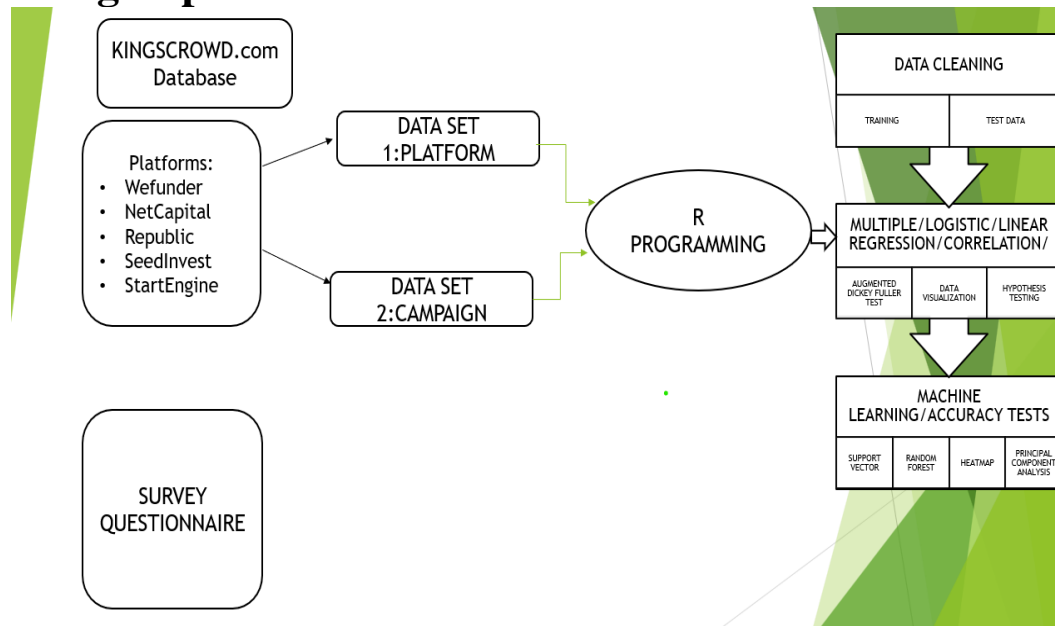 KINGSCROWD.com
Database
Platforms:
• Wefunder
• NetCapital
• Republic
• SeedInvest
• StartEngine
DATA SET
1:PLATFORM
DATA SET
2:CAMPAIGN
SURVEY
QUESTIONNAIRE
R
PROGRAMMING
DATA CLEANING
TRAINING
TEST DATA
MULTIPLE/LOGISTIC/LINEAR
REGRESSION/CORRELATION/
AUGMENTED
DICKEY FULLER
TEST
DATA
VISUALIZATION
HYPOTHESIS
TESTING
MACHINE
LEARNING/ACCURACY TESTS
SUPPORT
VECTOR
RANDOM
FOREST
HEATMAP
PRINCIPAL
COMPONENT
ANALYSIS